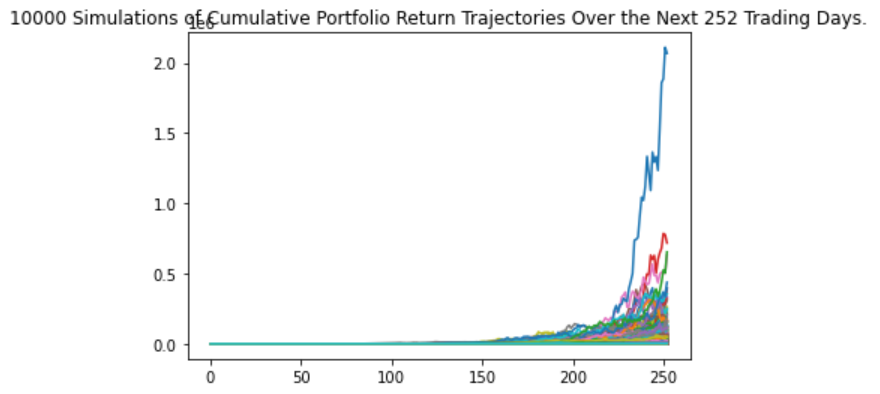 10000 Simulations of Cumulative Portfolio Return Trajectories Over the Next 252 Trading Days.
1e6
2.0
1.5
1.0
0.5
0.0
0 50 100 150 200 250